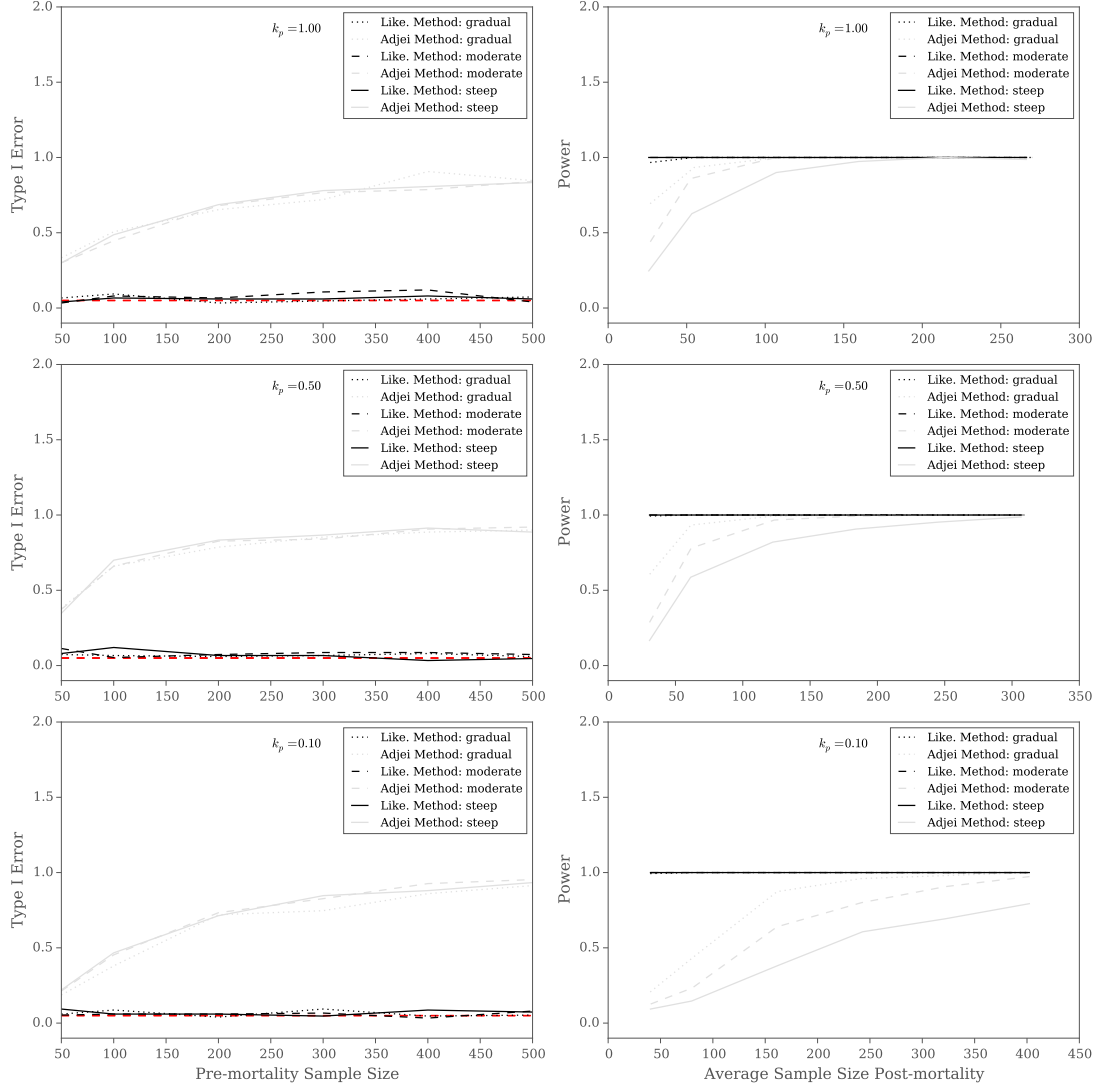 2.0
1.5
1.0
0.5
0.0
Type I Error
k_p =1.00
Like. Method: gradual
Adjei Method: gradual
Like. Method: moderate
Adjei Method: moderate
Like. Method: steep
Adjei Method: steep
50 100 150 200 250 300 350 400 450 500
2.0
1.5
1.0
0.5
0.0
Power
k_p =1.00
Like. Method: gradual
Adjei Method: gradual
Like. Method: moderate
Adjei Method: moderate
Like. Method: steep
Adjei Method: steep
0 50 100 150 200 250 300
2.0
1.5
1.0
0.5
0.0
Type I Error
k_p =0.50
Like. Method: gradual
Adjei Method: gradual
Like. Method: moderate
Adjei Method: moderate
Like. Method: steep
Adjei Method: steep
50 100 150 200 250 300 350 400 450 500
2.0
1.5
1.0
0.5
0.0
Power
k_p =0.50
Like. Method: gradual
Adjei Method: gradual
Like. Method: moderate
Adjei Method: moderate
Like. Method: steep
Adjei Method: steep
0 50 100 150 200 250 300 350
2.0
1.5
1.0
0.5
0.0
Type I Error
k_p =0.10
Like. Method: gradual
Adjei Method: gradual
Like. Method: moderate
Adjei Method: moderate
Like. Method: steep
Adjei Method: steep
50 100 150 200 250 300 350 400 450 500
Pre-mortality Sample Size
2.0
1.5
1.0
0.5
0.0
Power
k_p =0.10
Like. Method: gradual
Adjei Method: gradual
Like. Method: moderate
Adjei Method: moderate
Like. Method: steep
Adjei Method: steep
0 50 100 150 200 250 300 350 400 450
Average Sample Size Post-mortality